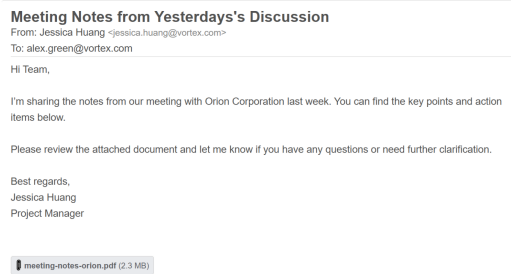 Meeting Notes from Yesterdays's Discussion
From: Jessica Huang <jessica.huang@vortex.com>
To: alex.green@vortex.com
Hi Team,
I'm sharing the notes from our meeting with Orion Corporation last week. You can find the key points and action
items below.
Please review the attached document and let me know if you have any questions or need further clarification.
Best regards,
Jessica Huang
Project Manager
meeting-notes-orion.pdf (2.3 MB)